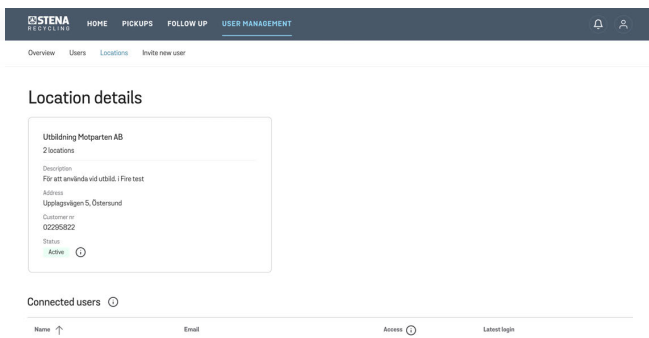 STENA
RECYCLING
HOME PICKUPS FOLLOW UP USER MANAGEMENT
Overview Users Locations Invite new user
Location details
Utbildning Motparten AB
2 locations
Description
För att använda vid utbild. i Fire test
Address
Upplagsvägen 5, Östersund
Customer nr
02295822
Status
Active
Connected users
Name Email Access Latest login